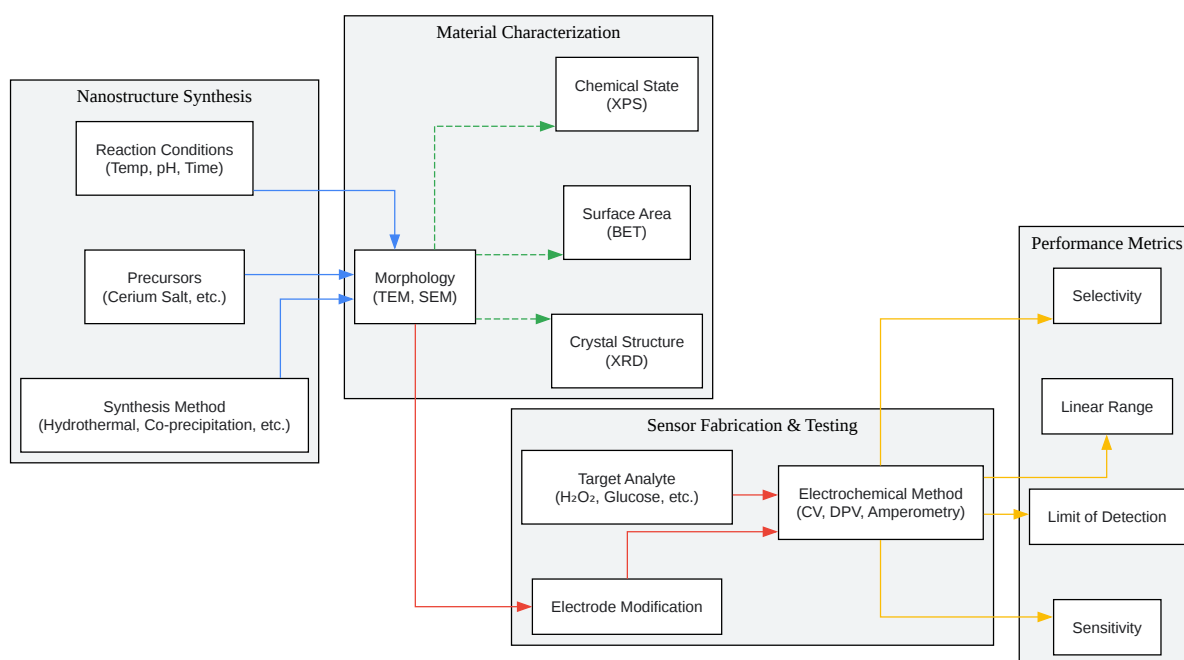 Material Characterization
Chemical State
(XPS)
Nanostructure Synthesis
Reaction Conditions
(Temp, pH, Time)
Surface Area
(BET)
Precursors
(Cerium Salt, etc.)
Morphology
(TEM, SEM)
Crystal Structure
(XRD)
Synthesis Method
(Hydrothermal, Co-precipitation, etc.)
Sensor Fabrication & Testing
Target Analyte
(H₂O₂, Glucose, etc.)
Electrochemical Method
(CV, DPV, Amperometry)
Electrode Modification
Performance Metrics
Selectivity
Linear Range
Limit of Detection
Sensitivity